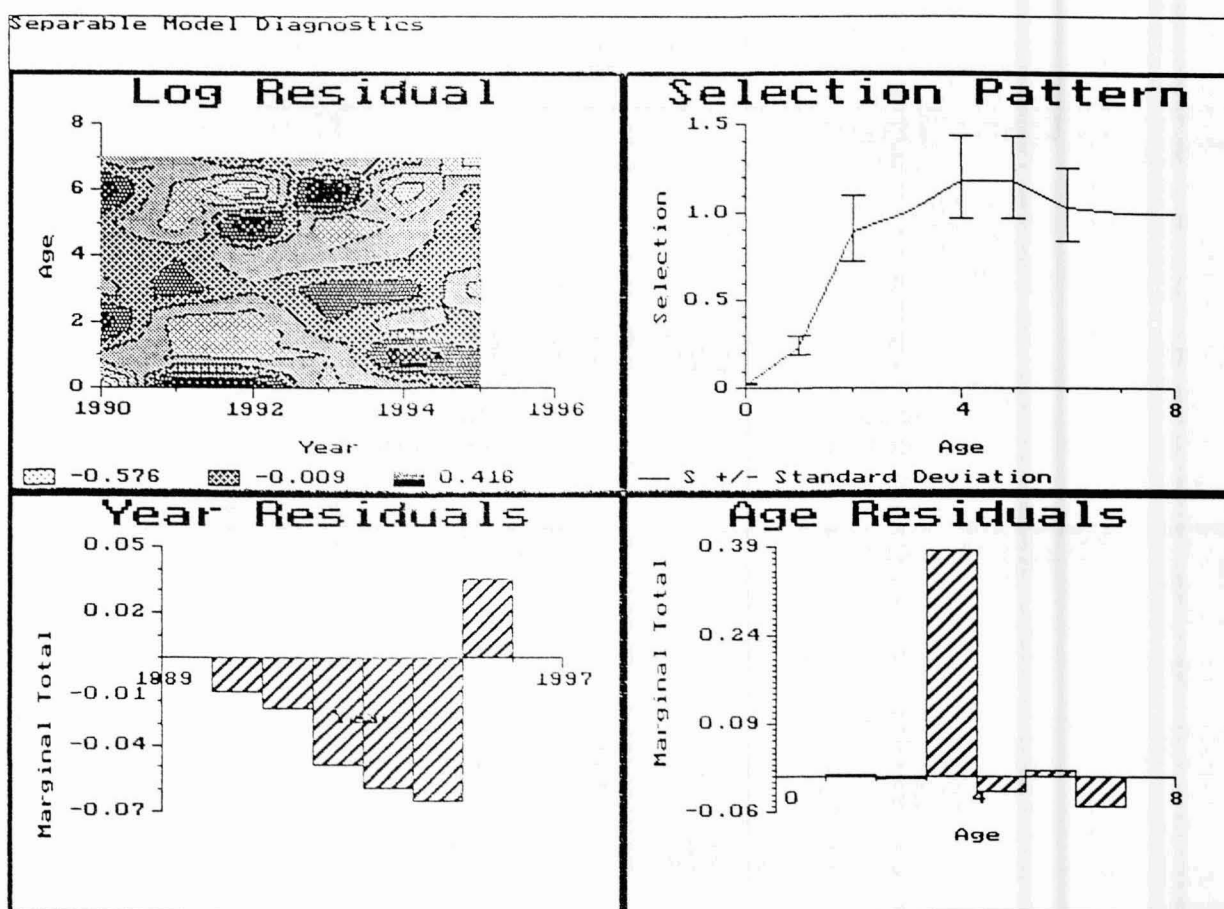 Separable Model Diagnostics
Log Residual
Age
8
6
4
2
0
1990 1992 1994 1996
Year
-0.576 -0.009 0.416
Selection Pattern
Selection
1.5
1.0
0.5
0
0 4 8
Age
S +/- Standard Deviation
Year Residuals
Marginal Total
0.05
0.02
-0.01
-0.04
-0.07
1989 1997
Age Residuals
Marginal Total
0.39
0.24
0.09
-0.06
0 4 8
Age